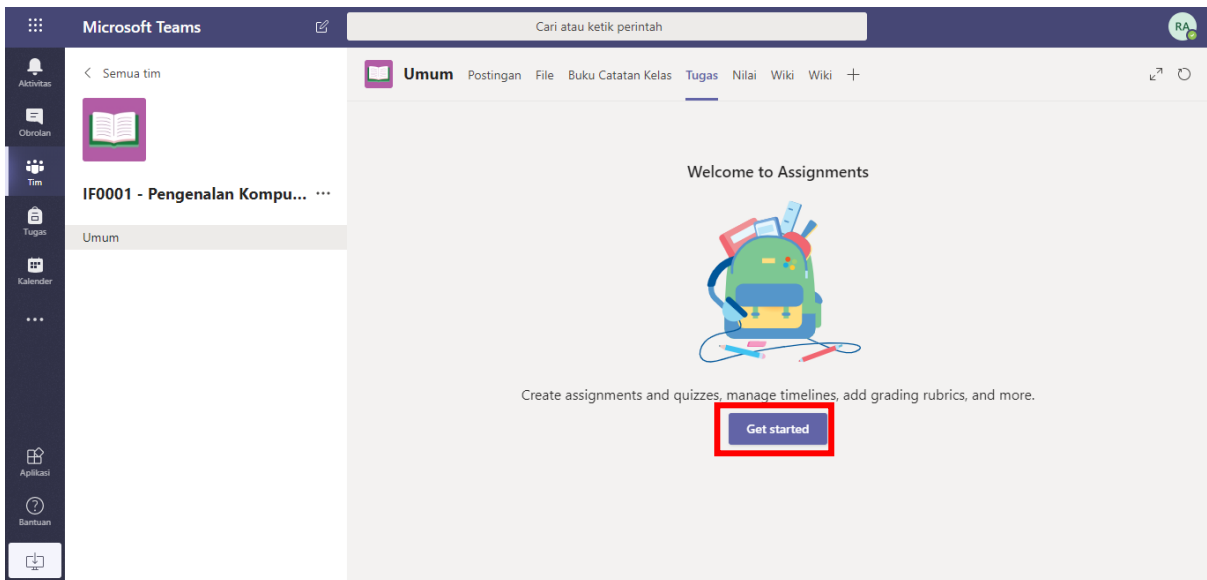 Microsoft Teams
Cari atau ketik perintah
RA
Aktivitas
Obrolan
Tim
Tugas
Kalender
Aplikasi
Bantuan
Semua tim
IF0001 - Pengenalan Kompu...
Umum
Umum Postingan File Buku Catatan Kelas Tugas Nilai Wiki Wiki
Welcome to Assignments
Create assignments and quizzes, manage timelines, add grading rubrics, and more.
Get started